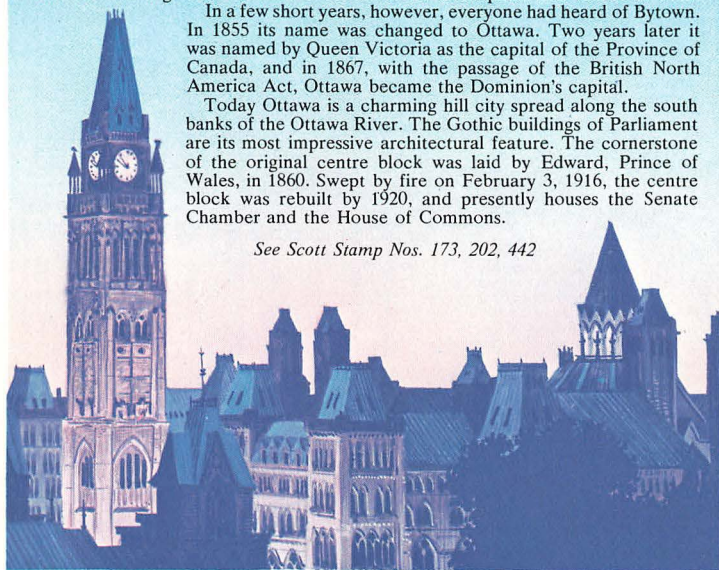 In a few short years, however, everyone had heard of Bytown.
In 1855 its name was changed to Ottawa. Two years later it
was named by Queen Victoria as the capital of the Province of
Canada, and in 1867, with the passage of the British North
America Act, Ottawa became the Dominion's capital.
Today Ottawa is a charming hill city spread along the south
banks of the Ottawa River. The Gothic buildings of Parliament
are its most impressive architectural feature. The cornerstone
of the original centre block was laid by Edward, Prince of
Wales, in 1860. Swept by fire on February 3, 1916, the centre
block was rebuilt by 1920, and presently houses the Senate
Chamber and the House of Commons.
See Scott Stamp Nos. 173, 202, 442